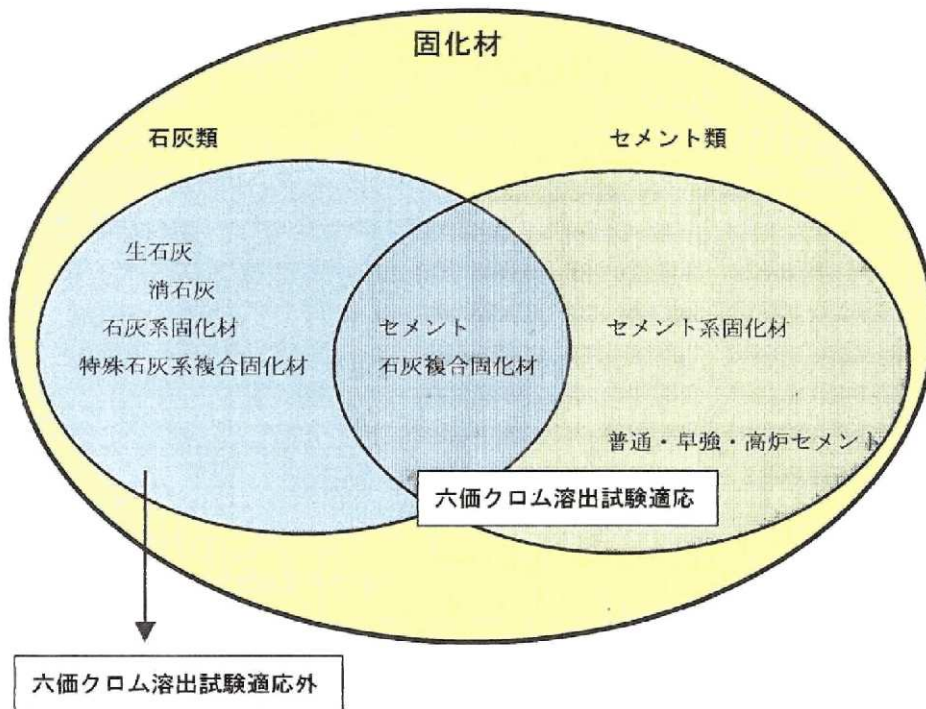 固化材
石灰類
セメント類
生石灰
消石灰
石灰系固化材
特殊石灰系複合固化材
セメント
石灰複合固化材
セメント系固化材
普通・早強・高炉セメント
六価クロム溶出試験適応
六価クロム溶出試験適応外